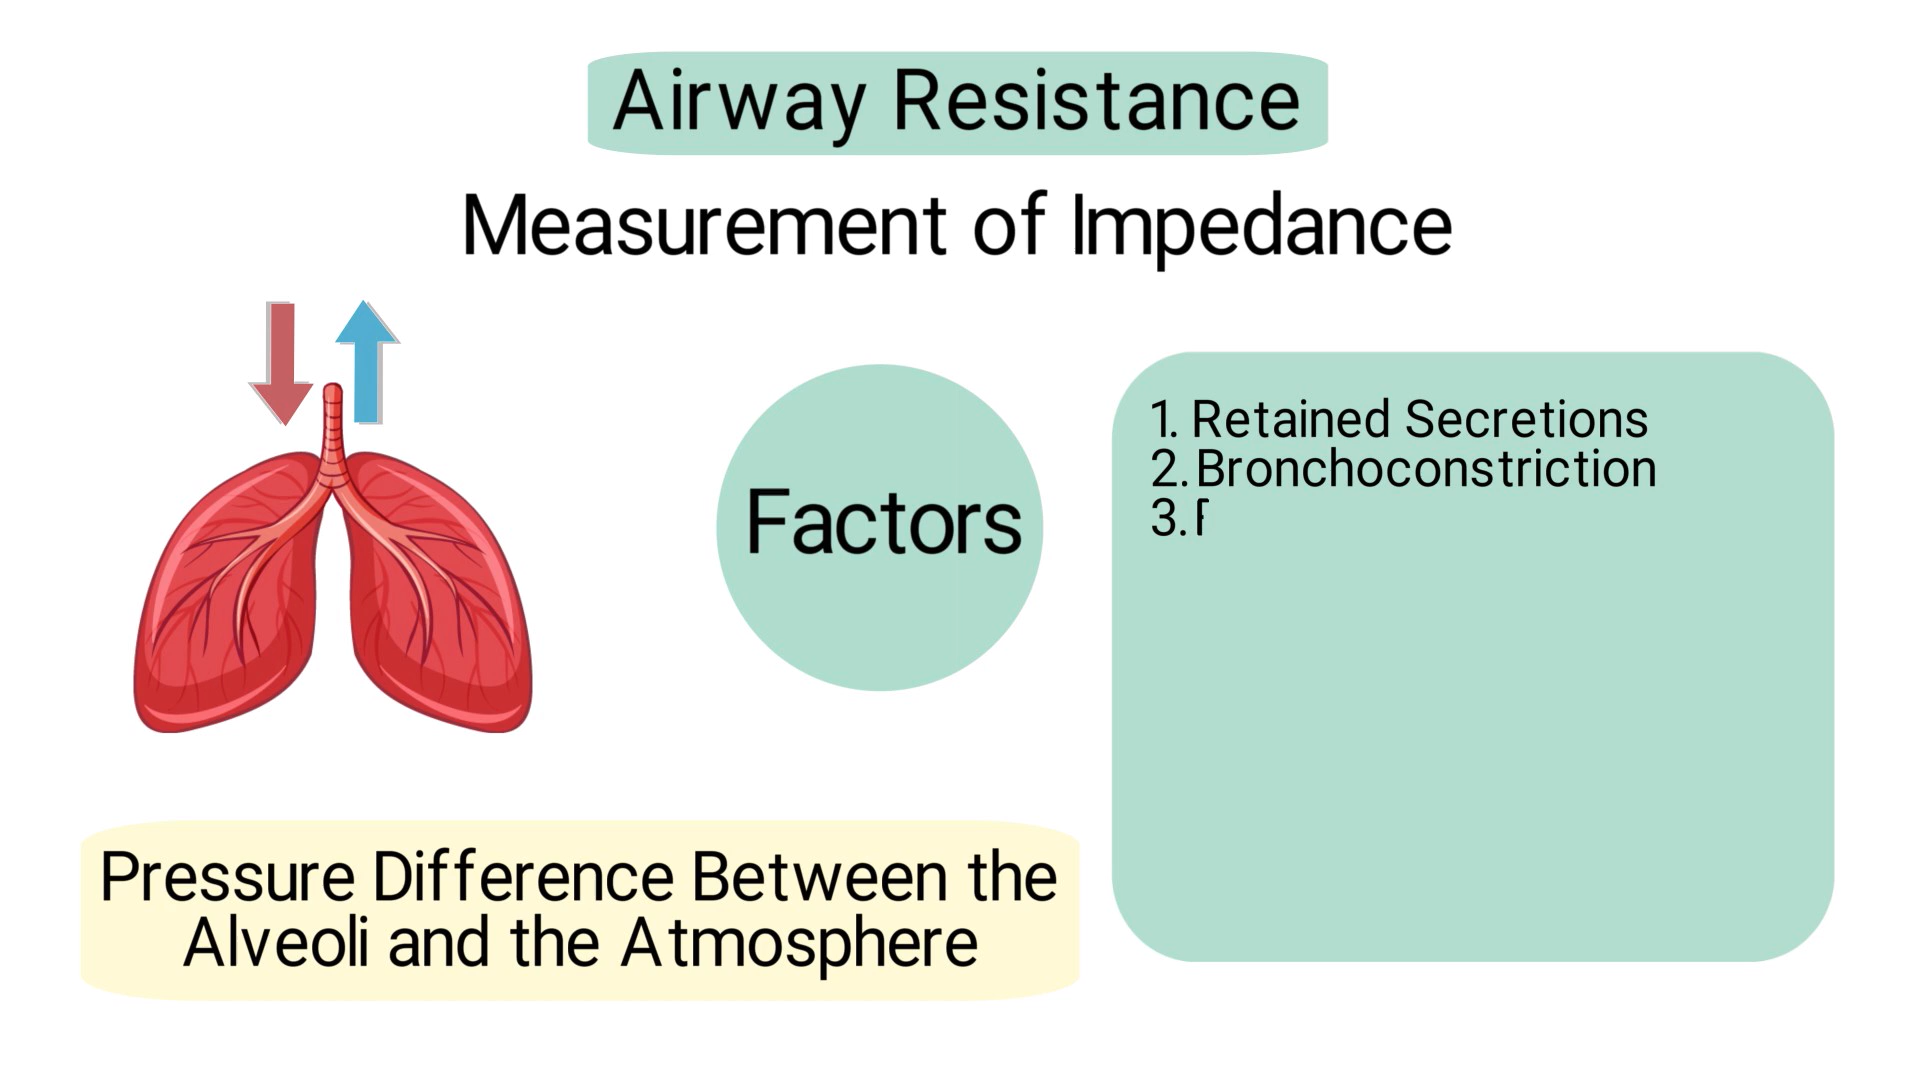 Airway Resistance
Measurement of Impedance
Factors
1. Retained Secretions
2. Bronchoconstriction
3.
Pressure Difference Between the
Alveoli and the Atmosphere